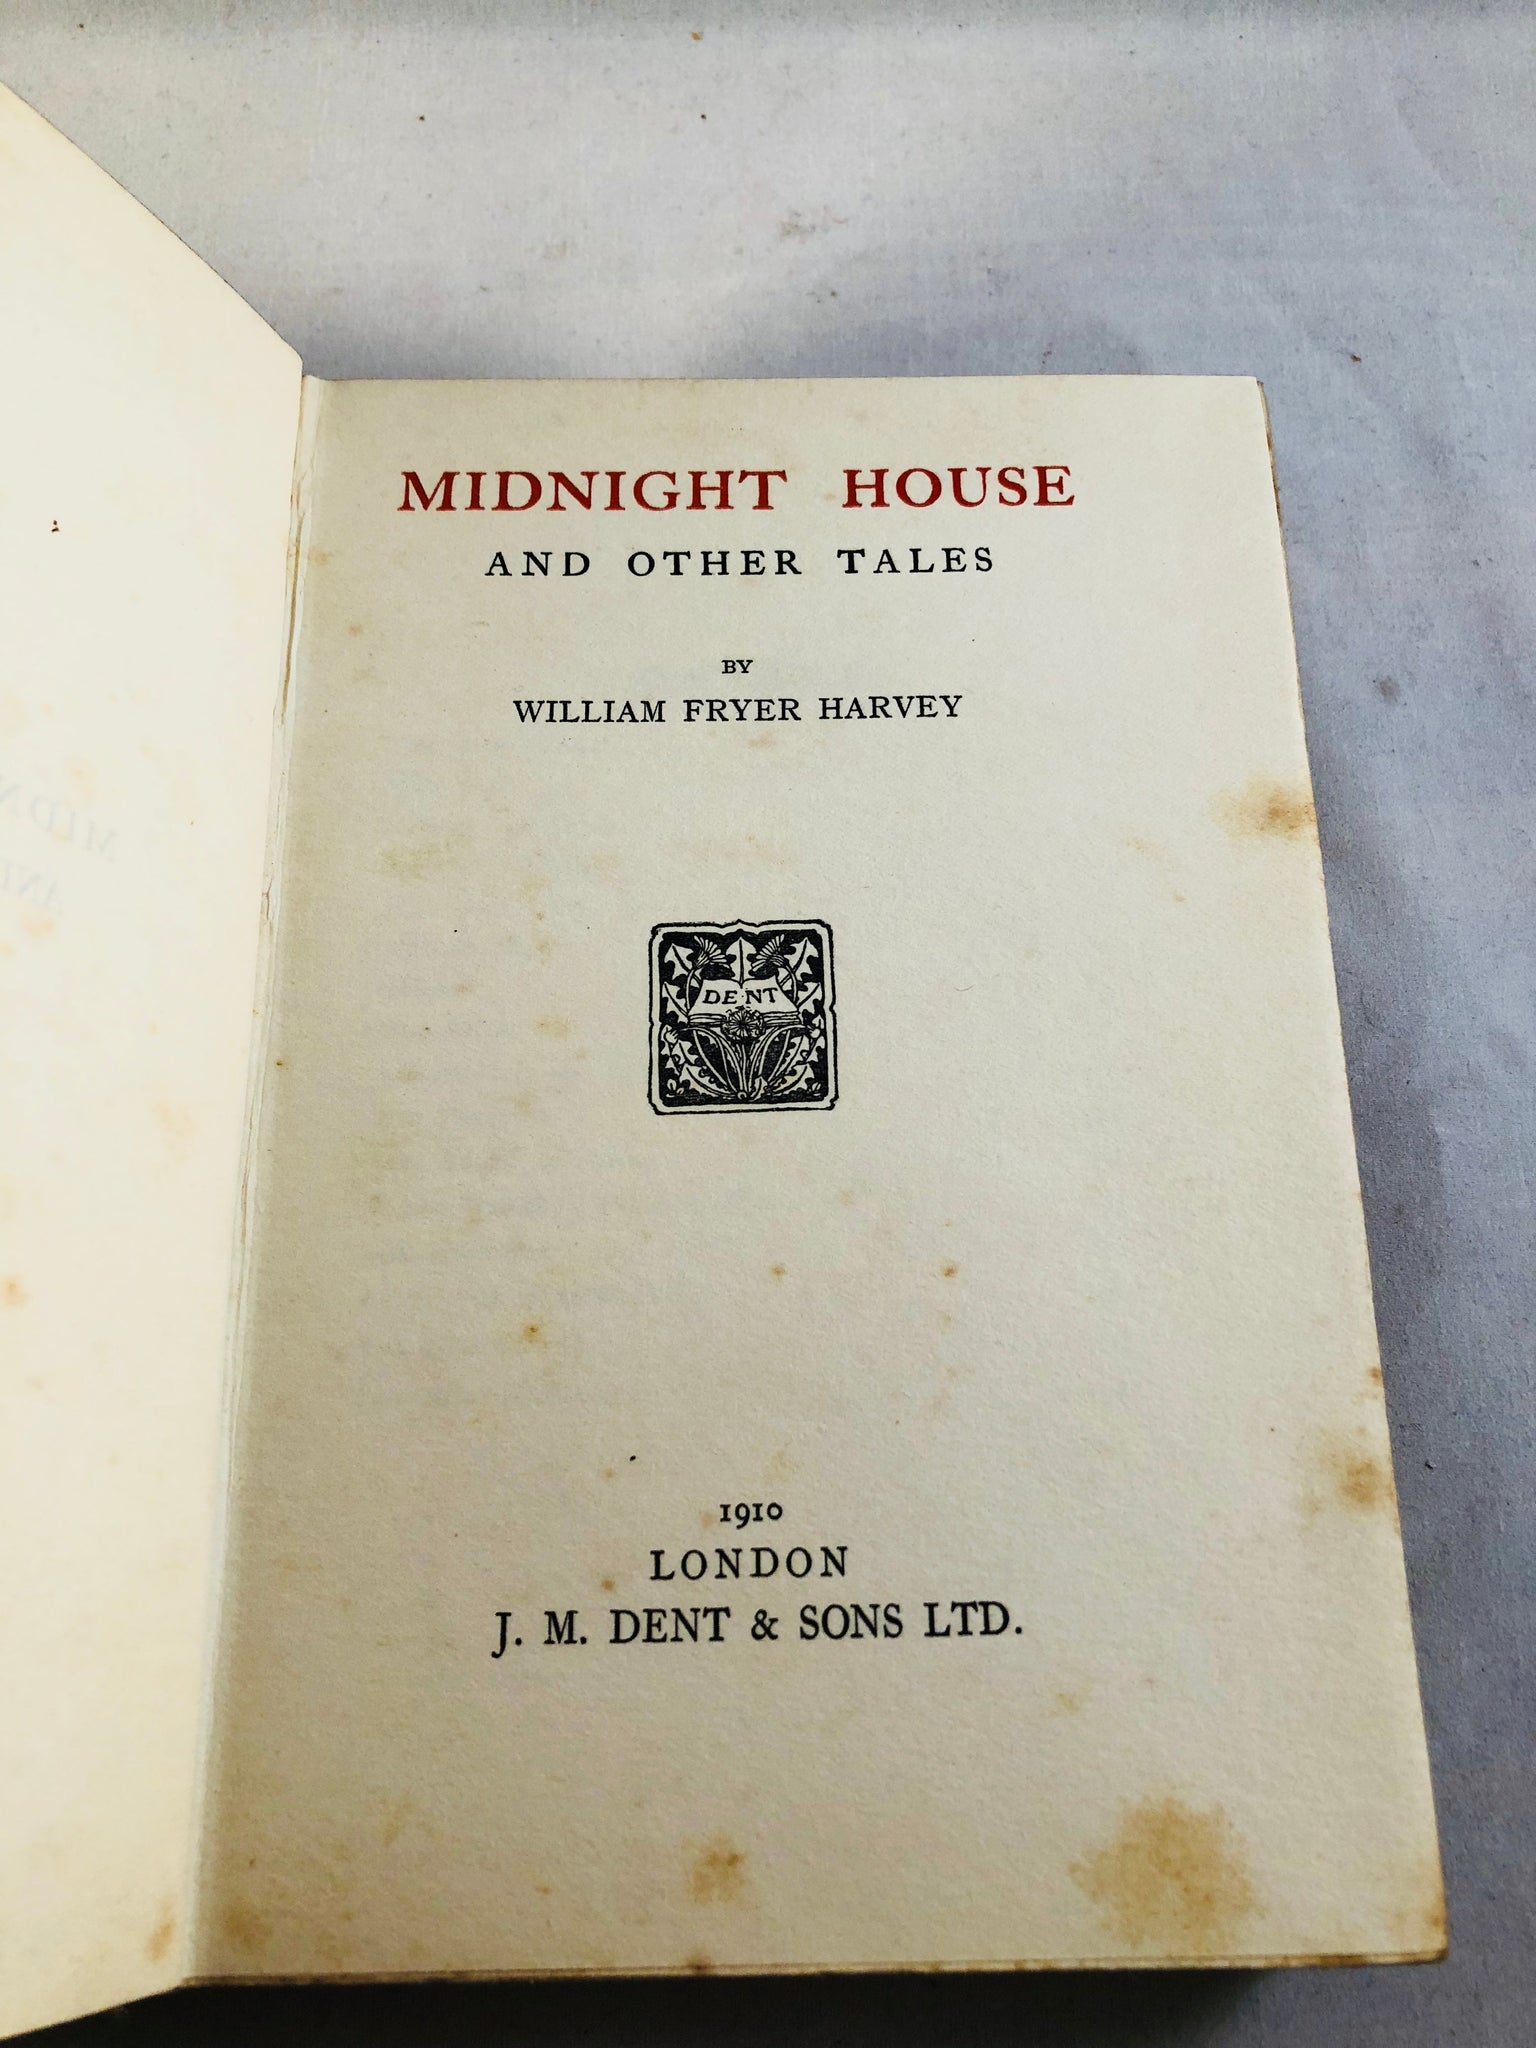 MIDNIGHT HOUSE
AND OTHER TALES
BY
WILLIAM FRYER HARVEY
DENT
1910
LONDON
J. M. DENT & SONS LTD.